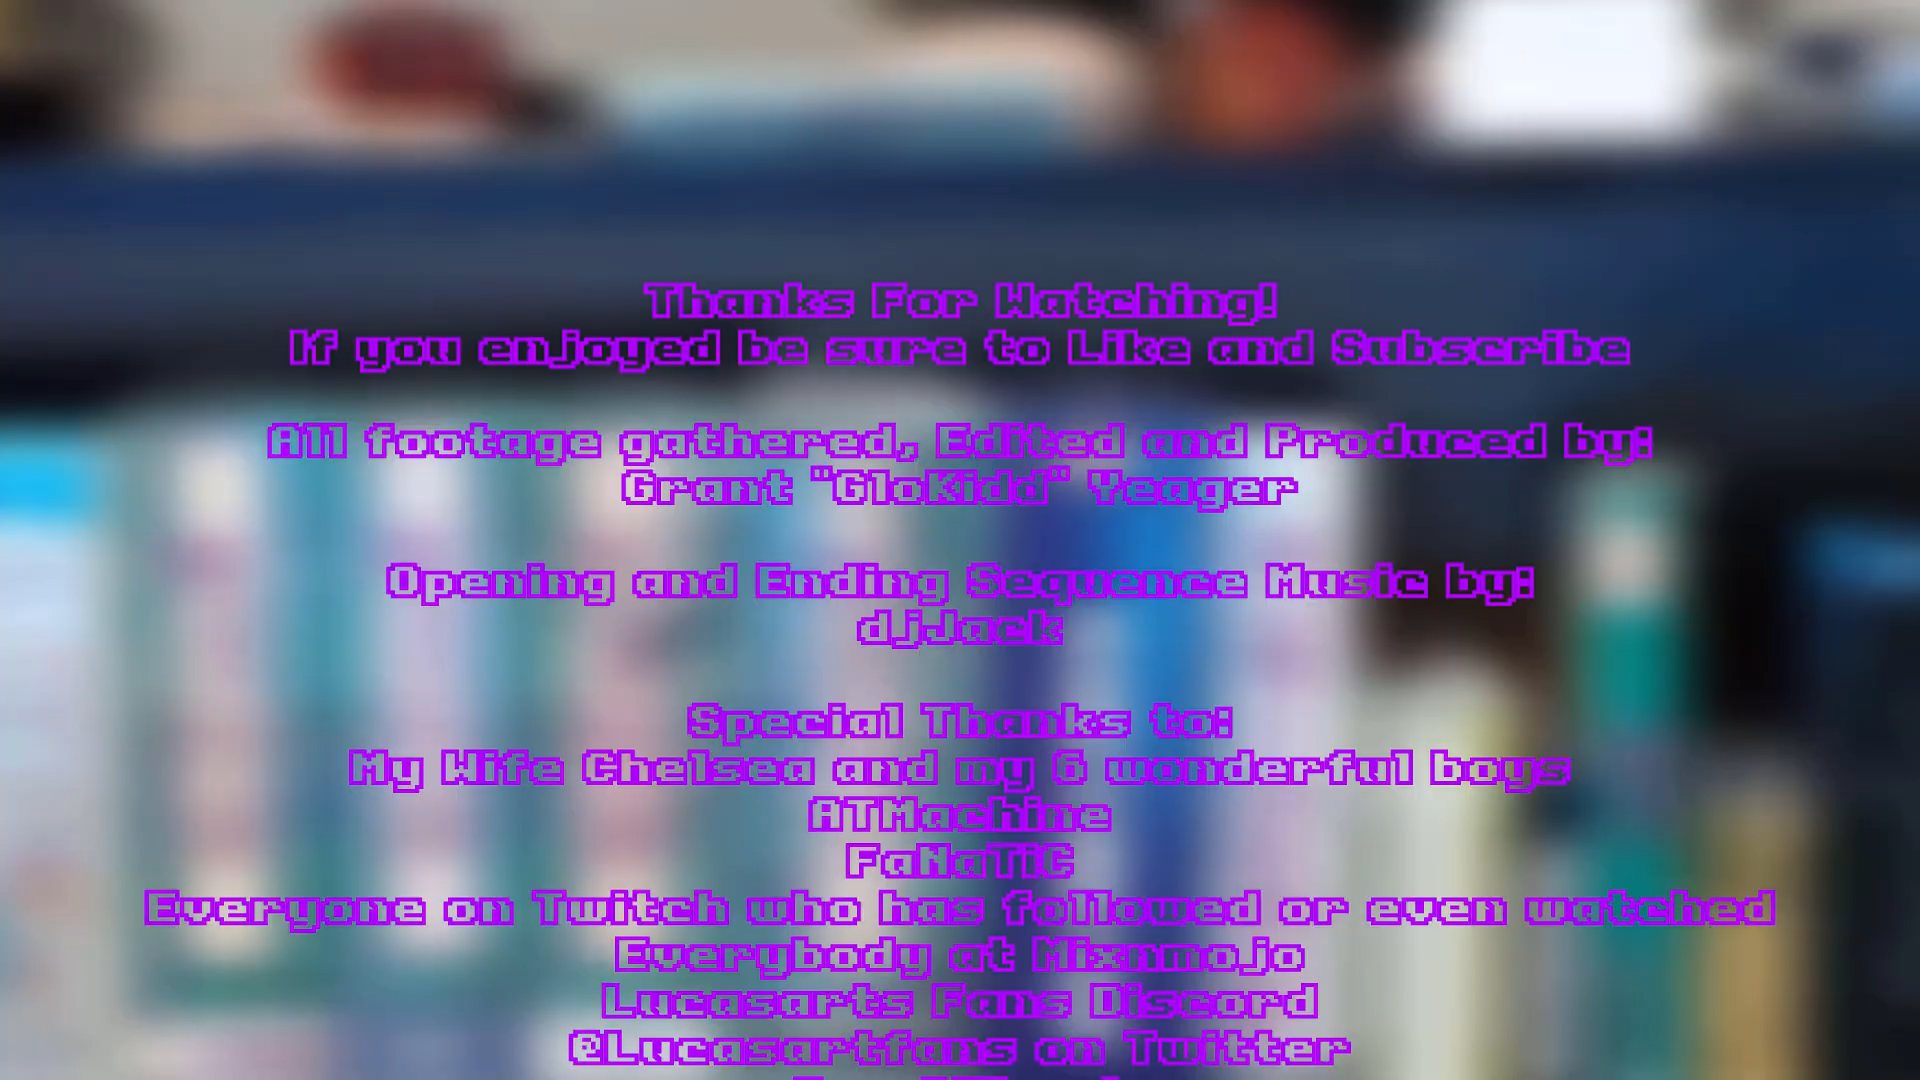 Thanks For Watching!
If you enjoyed be sure to Like and Subscribe
All footage gathered, Edited and Produced by:
Grant "GloKidd" Yeager
Opening and Ending Sequence Music by:
djJack
Special Thanks to:
My Wife Chelsea and my 6 wonderful boys
ATMachine
FaNaTiC
Everyone on Twitch who has followed or even watched
Everybody at Mixnmojo
Lucasarts Fans Discord
@Lucasartfans on Twitter